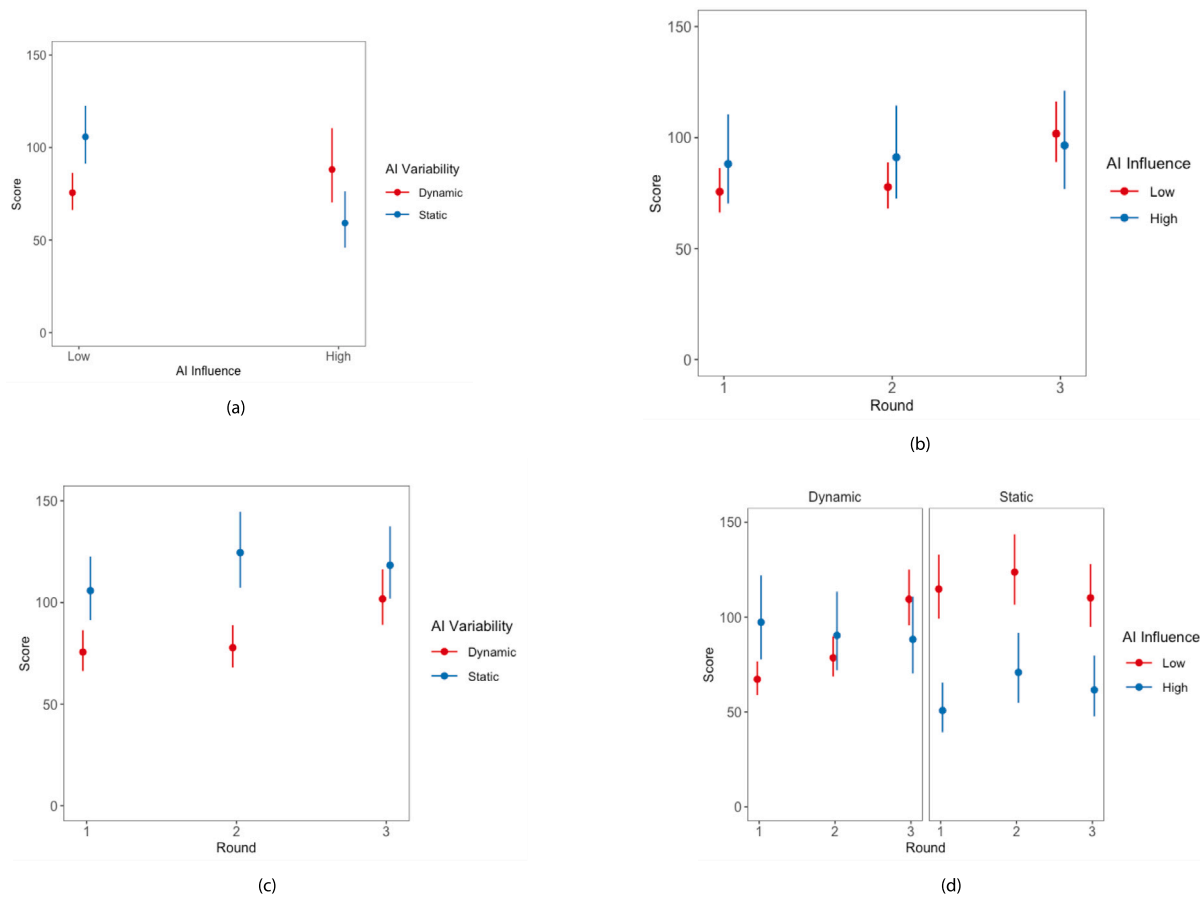 150
100
50
0
Score
Low
High
AI Influence
AI Variability
Dynamic
Static
(a)
150
100
50
0
Score
1
2
3
Round
AI Influence
Low
High
(b)
150
100
50
0
Score
1
2
3
Round
AI Variability
Dynamic
Static
(c)
Dynamic
Static
150
100
50
0
Score
1
2
3
1
2
3
Round
AI Influence
Low
High
(d)